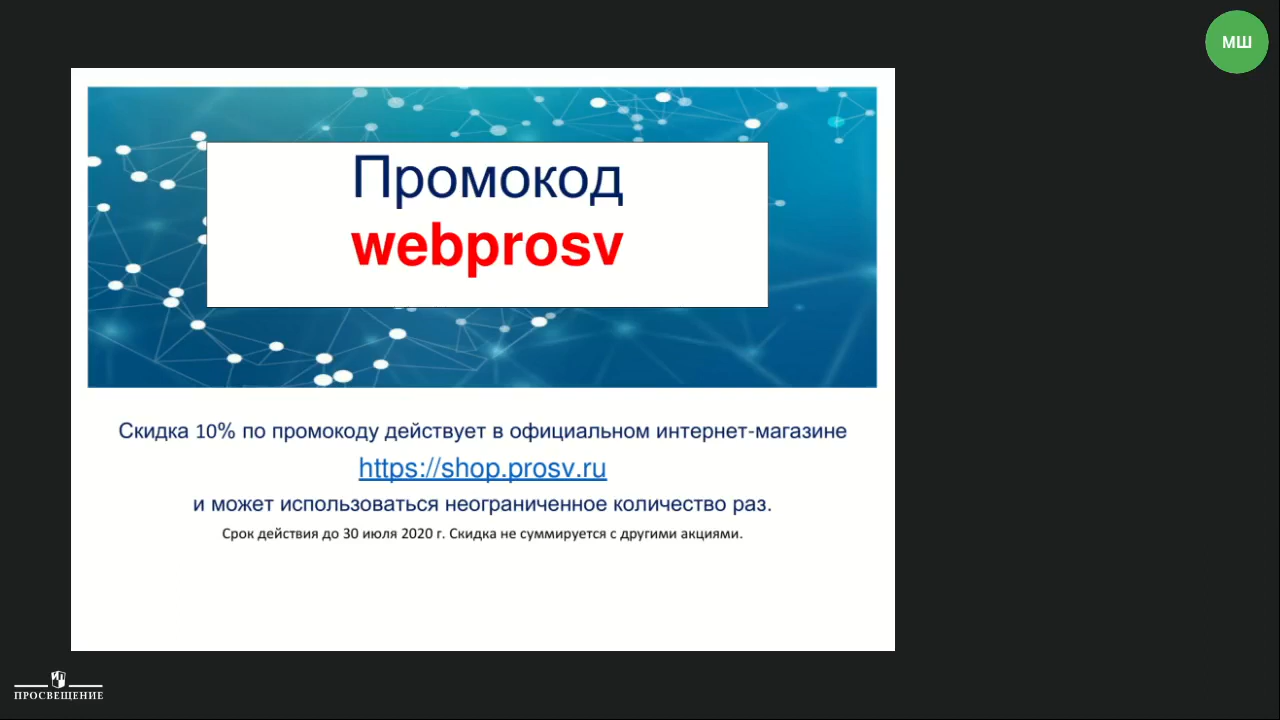 МШ
Промокод
webprosv
Скидка 10% по промокоду действует в официальном интернет-магазине
https://shop.prosv.ru
и может использоваться неограниченное количество раз.
Срок действия до 30 июля 2020 г. Скидка не суммируется с другими акциями.
ПРОСВЕЩЕНИЕ